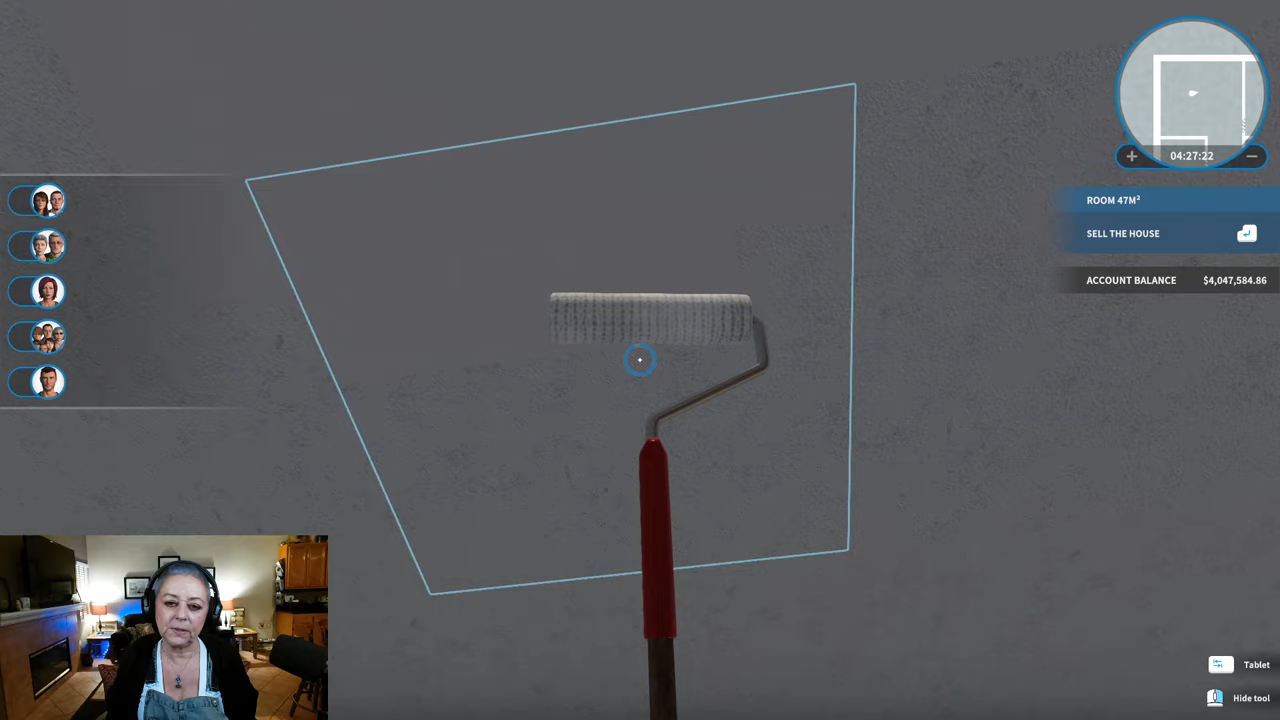 04:27:22
ROOM 47M²
SELL THE HOUSE
ACCOUNT BALANCE $4,047,584.86
Tablet
Hide tool